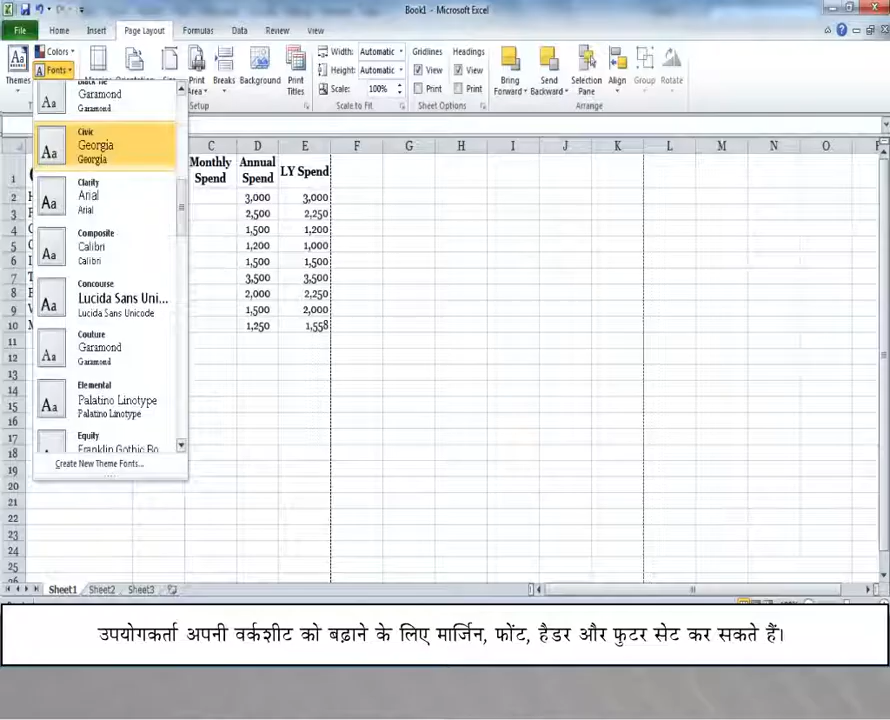 Book1 - Microsoft Excel
File Home Insert Page Layout Formulas Data Review View
Themes
Colors
Fonts
Print Area
Breaks
Background
Print Titles
Setup
Width: Automatic
Height: Automatic
Scale: 100%
Scale to Fit
Gridlines Headings
View View
Print Print
Sheet Options
Bring Forward
Send Backward
Selection Pane
Align
Group
Rotate
Arrange
Garamond
Garamond
Civic
Georgia
Georgia
Clarity
Arial
Arial
Composite
Calibri
Calibri
Concourse
Lucida Sans Uni...
Lucida Sans Unicode
Couture
Garamond
Garamond
Elemental
Palatino Linotype
Palatino Linotype
Equity
Franklin Gothic Bo
Create New Theme Fonts...
C D E F G H I J K L M N O
1 Monthly Spend Annual Spend LY Spend
2 3,000 3,000
3 2,500 2,250
4 1,500 1,200
5 1,200 1,000
6 1,500 1,500
7 3,500 3,500
8 2,000 2,250
9 1,500 2,000
10 1,250 1,558
11
12
13
14
15
16
17
18
19
20
21
22
23
24
25
Sheet1 Sheet2 Sheet3
उपयोगकर्ता अपनी वर्कशीट को बढ़ाने के लिए मार्जिन, फोंट, हैडर और फुटर सेट कर सकते हैं।